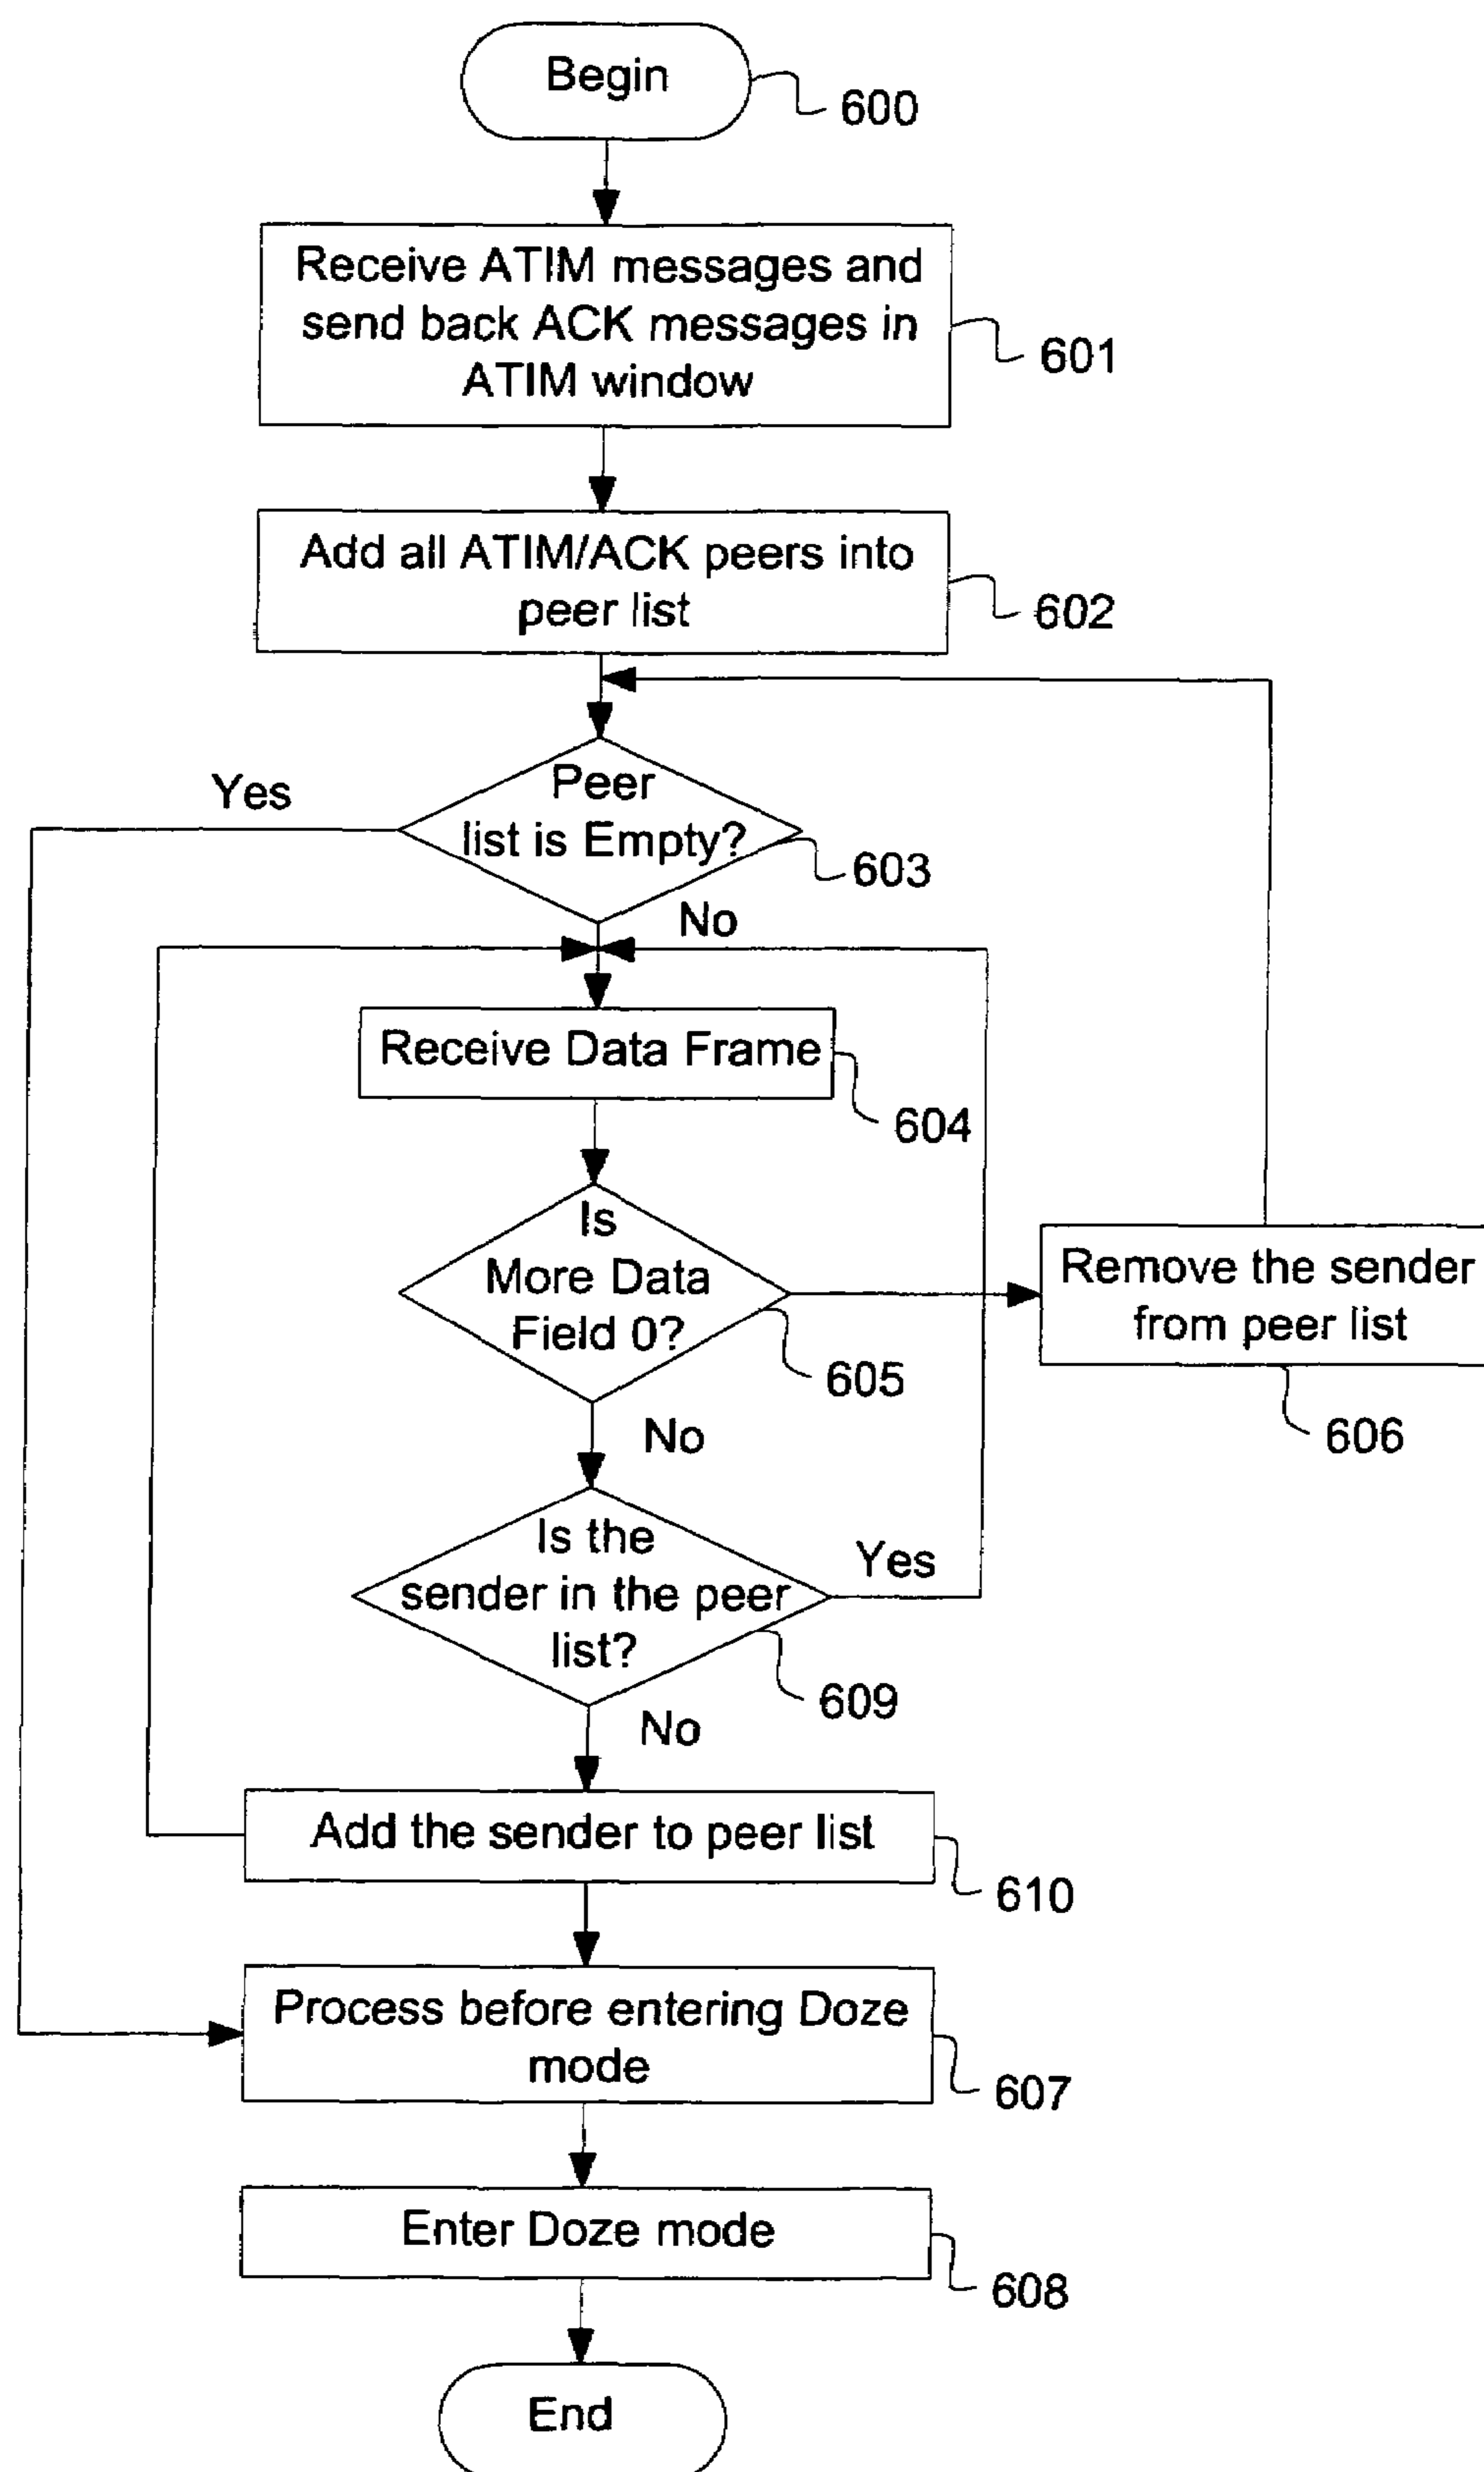 Begin
600
Receive ATIM messages and
send back ACK messages in
ATIM window
601
Add all ATIM/ACK peers into
peer list
602
Peer
list is Empty?
Yes
603
No
Receive Data Frame
604
Is
More Data
Field 0?
605
Remove the sender
from peer list
606
No
Is the
sender in the peer
list?
Yes
609
No
Add the sender to peer list
610
Process before entering Doze
mode
607
Enter Doze mode
608
End